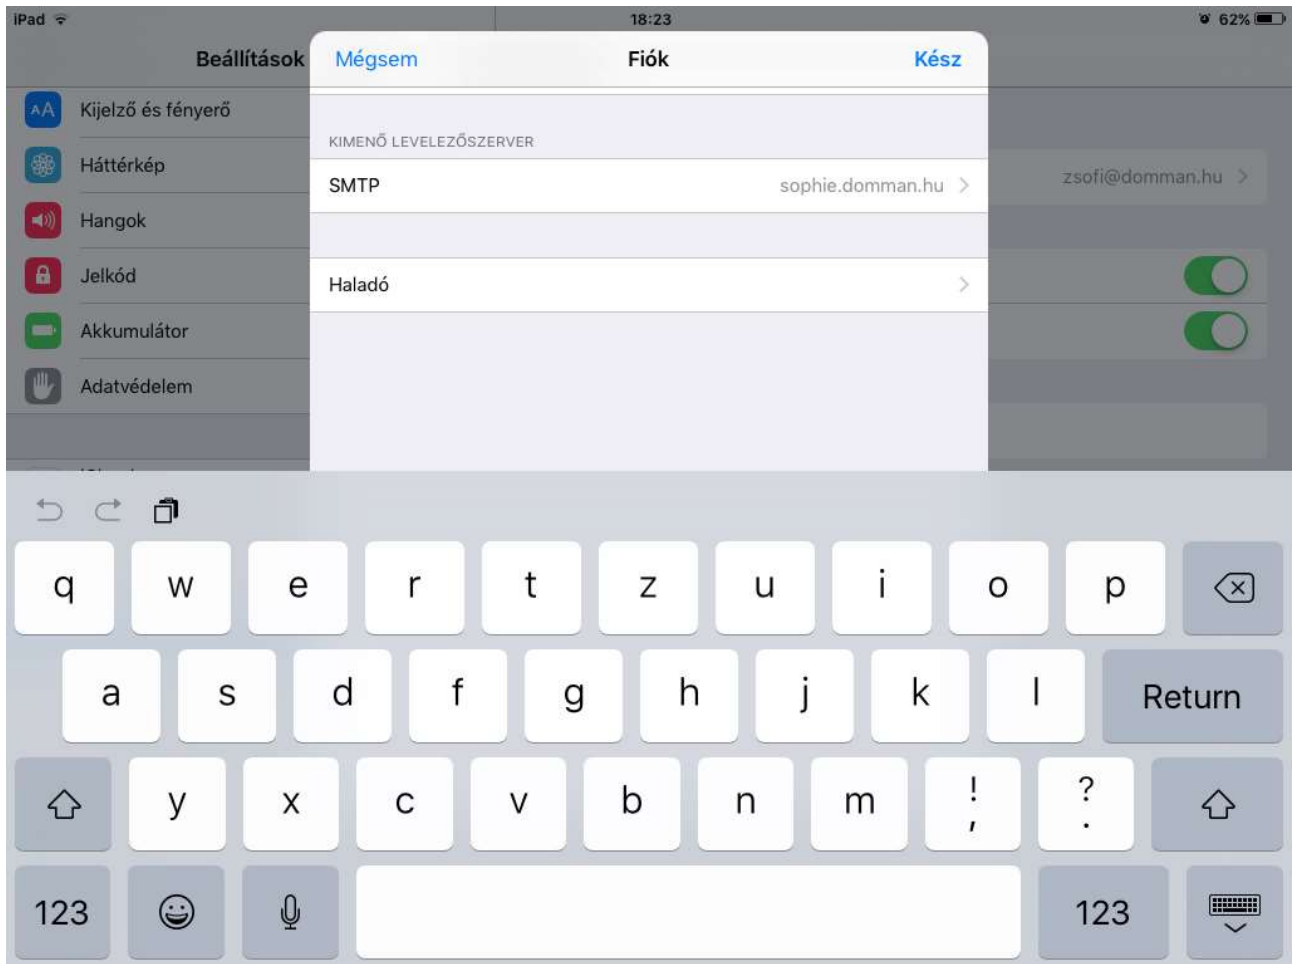 iPad 18:23 62%
Beállítások
Mégsem Fiók Kész
Kijelző és fényerő
Háttérkép
Hangok
Jelkód
Akkumulátor
Adatvédelem
KIMENŐ LEVELEZŐSZERVER
SMTP sophie.domman.hu
Haladó
zsofi@domman.hu
q w e r t z u i o p
a s d f g h j k l Return
y x c v b n m ! , ? .
123 123